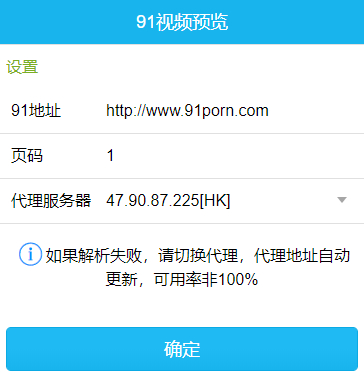 91视频预览
设置
91地址 http://www.91porn.com
页码 1
代理服务器 47.90.87.225[HK]
如果解析失败，请切换代理，代理地址自动
更新，可用率非100%
确定